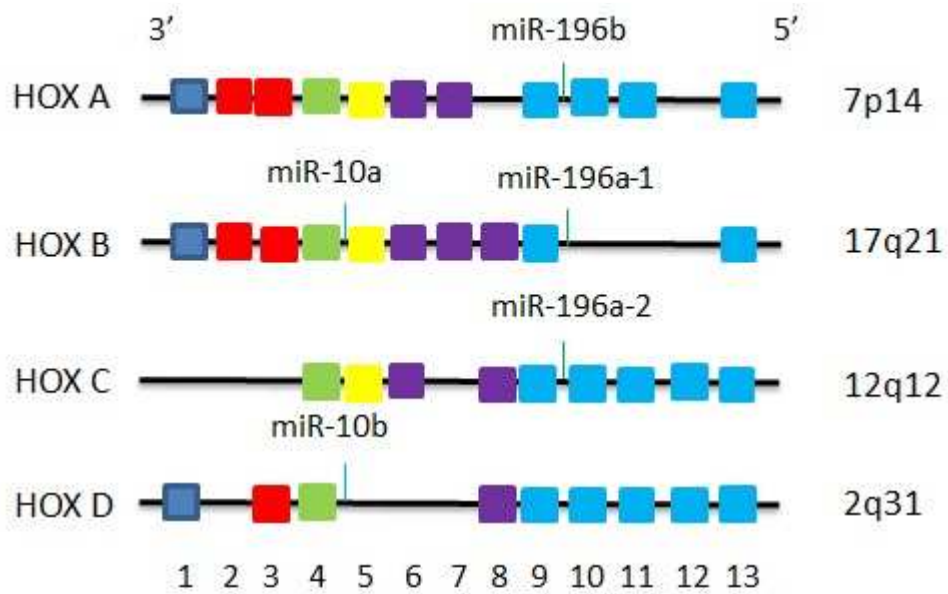 3’ 5’
miR-196b
HOX A 7p14
miR-10a miR-196a-1
HOX B 17q21
miR-196a-2
HOX C 12q12
miR-10b
HOX D 2q31
1 2 3 4 5 6 7 8 9 10 11 12 13